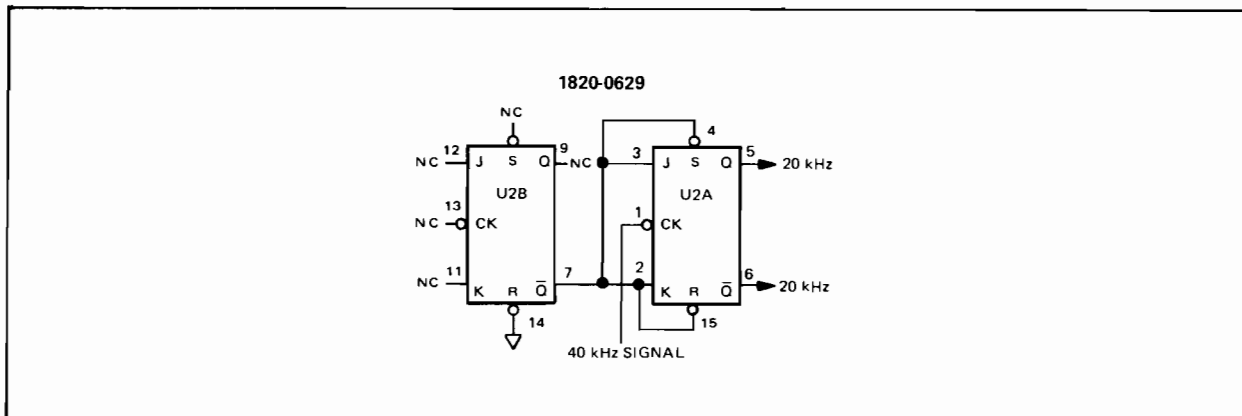 1820-0629
NC
4
12
9
3
5
NC
J
S
Q
NC
J
S
Q
20 kHz
U2B
U2A
13
1
NC
CK
CK
11
7
2
6
NC
K
R
Q̅
K
R
Q̅
20 kHz
14
15
40 kHz SIGNAL